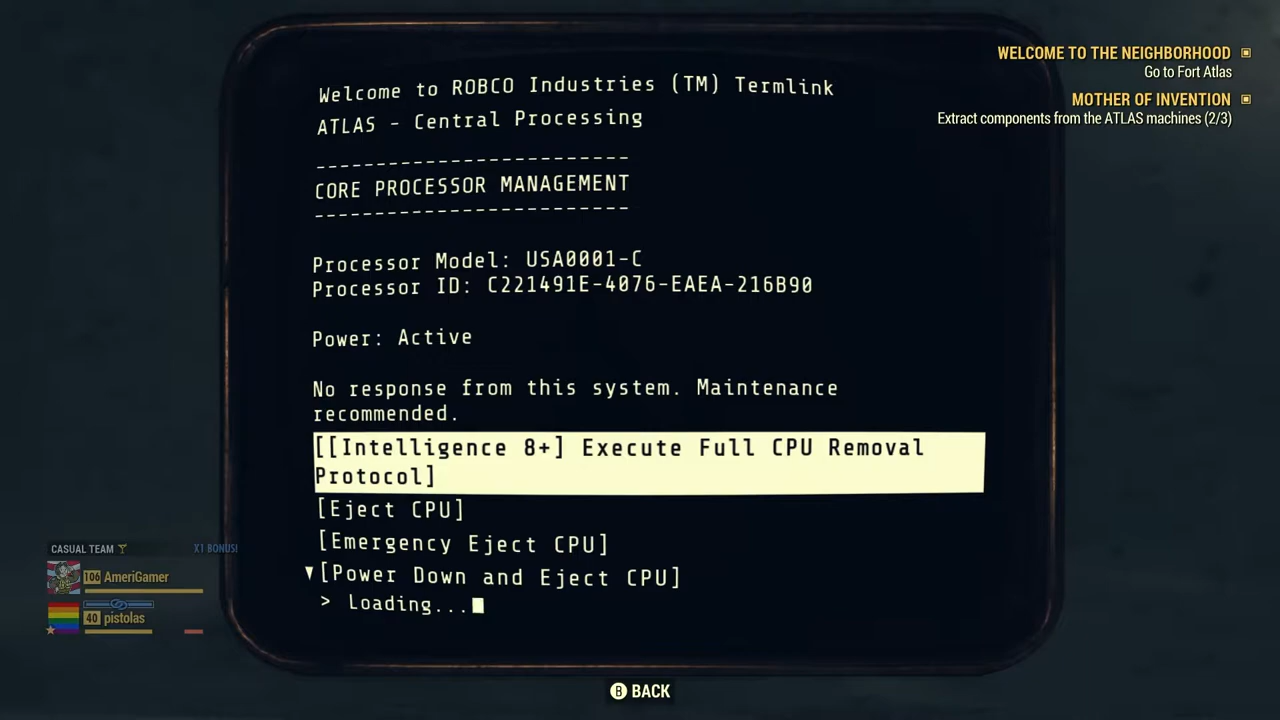 WELCOME TO THE NEIGHBORHOOD
Go to Fort Atlas
MOTHER OF INVENTION
Extract components from the ATLAS machines (2/3)
Welcome to ROBCO Industries (TM) Termlink
ATLAS - Central Processing
-------------------------
CORE PROCESSOR MANAGEMENT
-------------------------
Processor Model: USA0001-C
Processor ID: C221491E-4076-EAEA-216B90
Power: Active
No response from this system. Maintenance
recommended.
[[Intelligence 8+] Execute Full CPU Removal
Protocol]
[Eject CPU]
[Emergency Eject CPU]
[Power Down and Eject CPU]
> Loading...
CASUAL TEAM X1 BONUS!
106 AmeriGamer
40 pistolas
B BACK